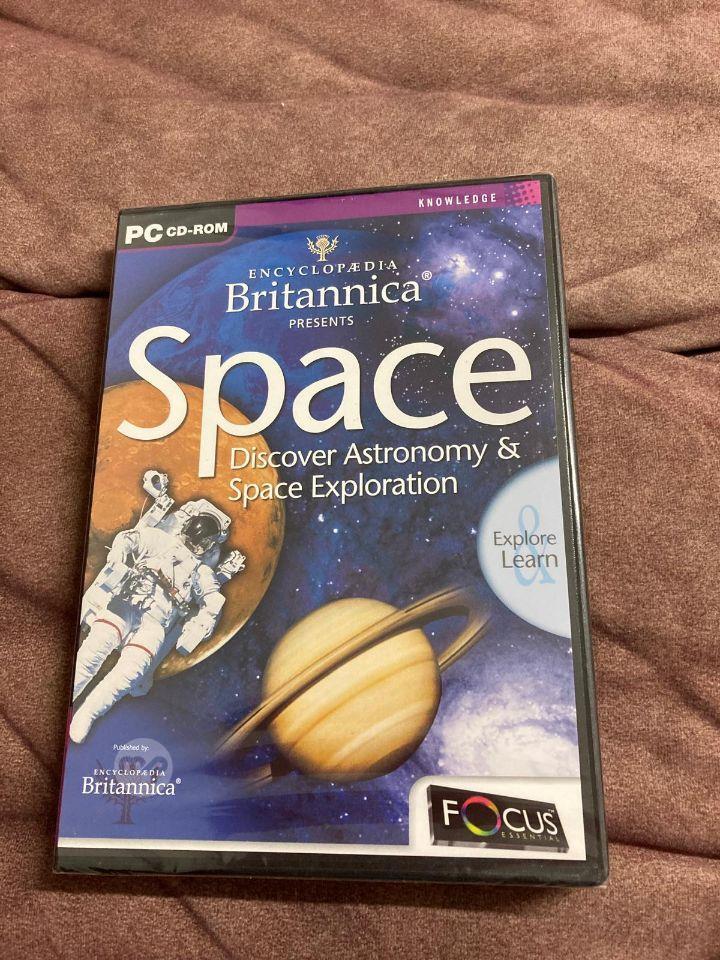 KNOWLEDGE
PC CD-ROM
ENCYCLOPÆDIA
Britannica®
PRESENTS
Space
Discover Astronomy &
Space Exploration
&
Explore
Learn
Published by:
ENCYCLOPÆDIA
Britannica®
FOCUS™
ESSENTIAL